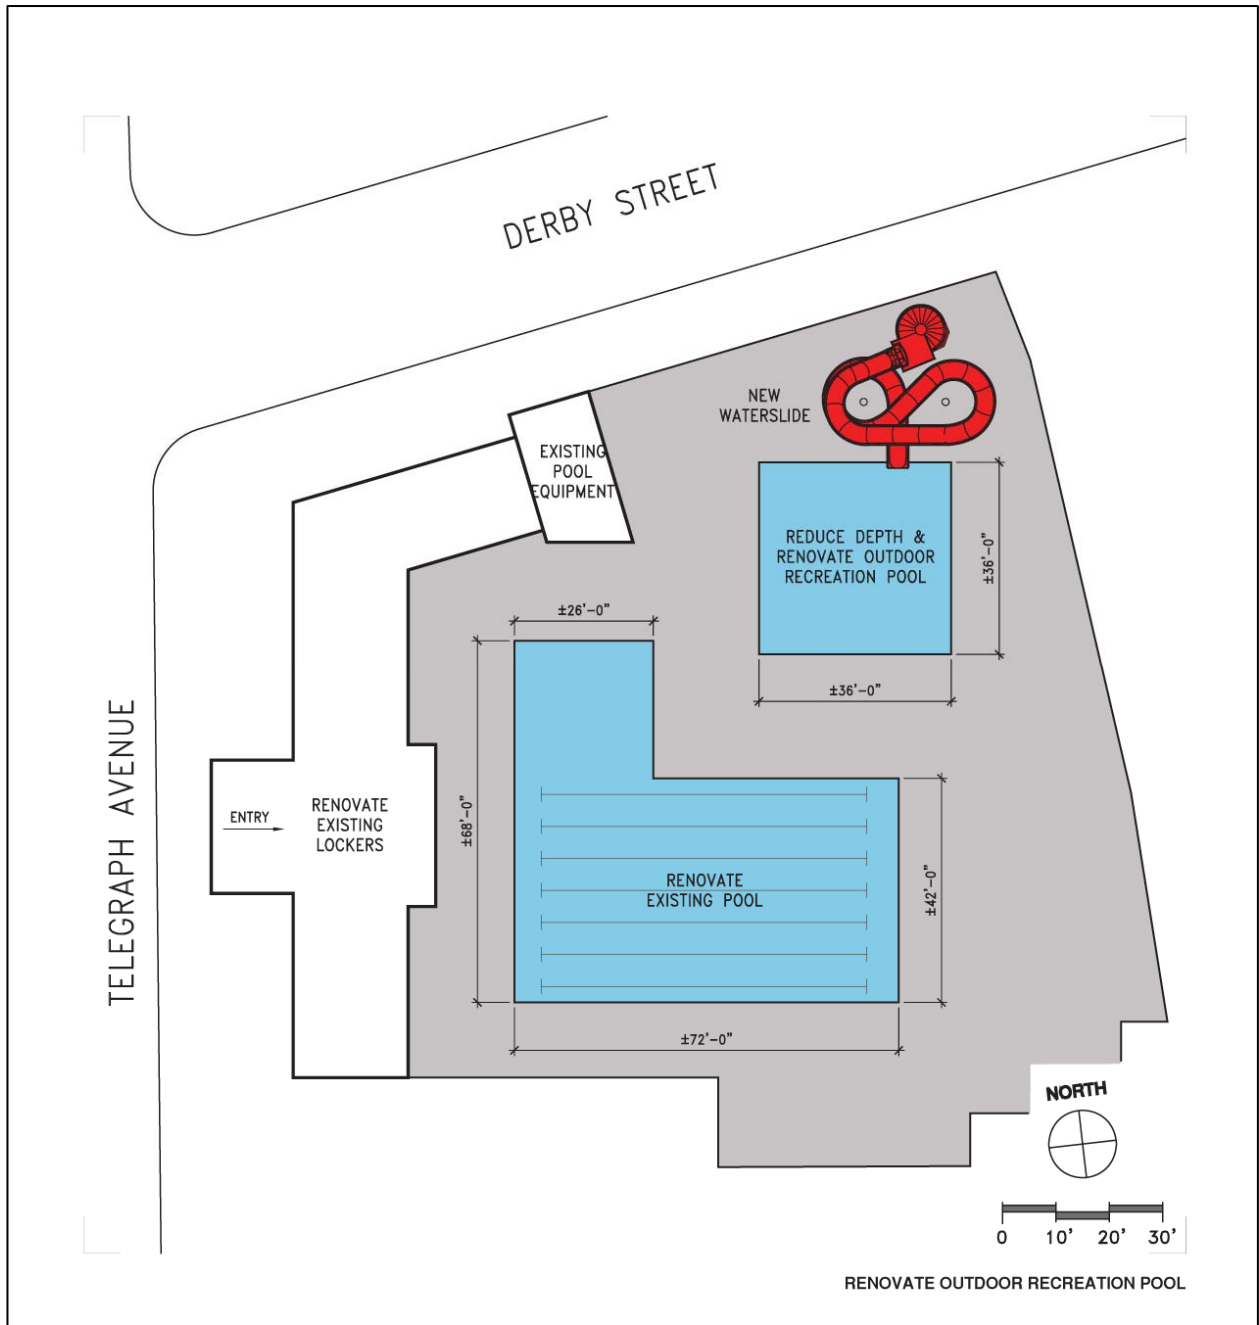 DERBY STREET
NEW
WATERSLIDE
EXISTING
POOL
EQUIPMENT
REDUCE DEPTH &
RENOVATE OUTDOOR
RECREATION POOL
±36'-0"
±36'-0"
±26'-0"
TELEGRAPH AVENUE
ENTRY
RENOVATE
EXISTING
LOCKERS
±68'-0"
RENOVATE
EXISTING POOL
±42'-0"
±72'-0"
NORTH
0 10' 20' 30'
RENOVATE OUTDOOR RECREATION POOL